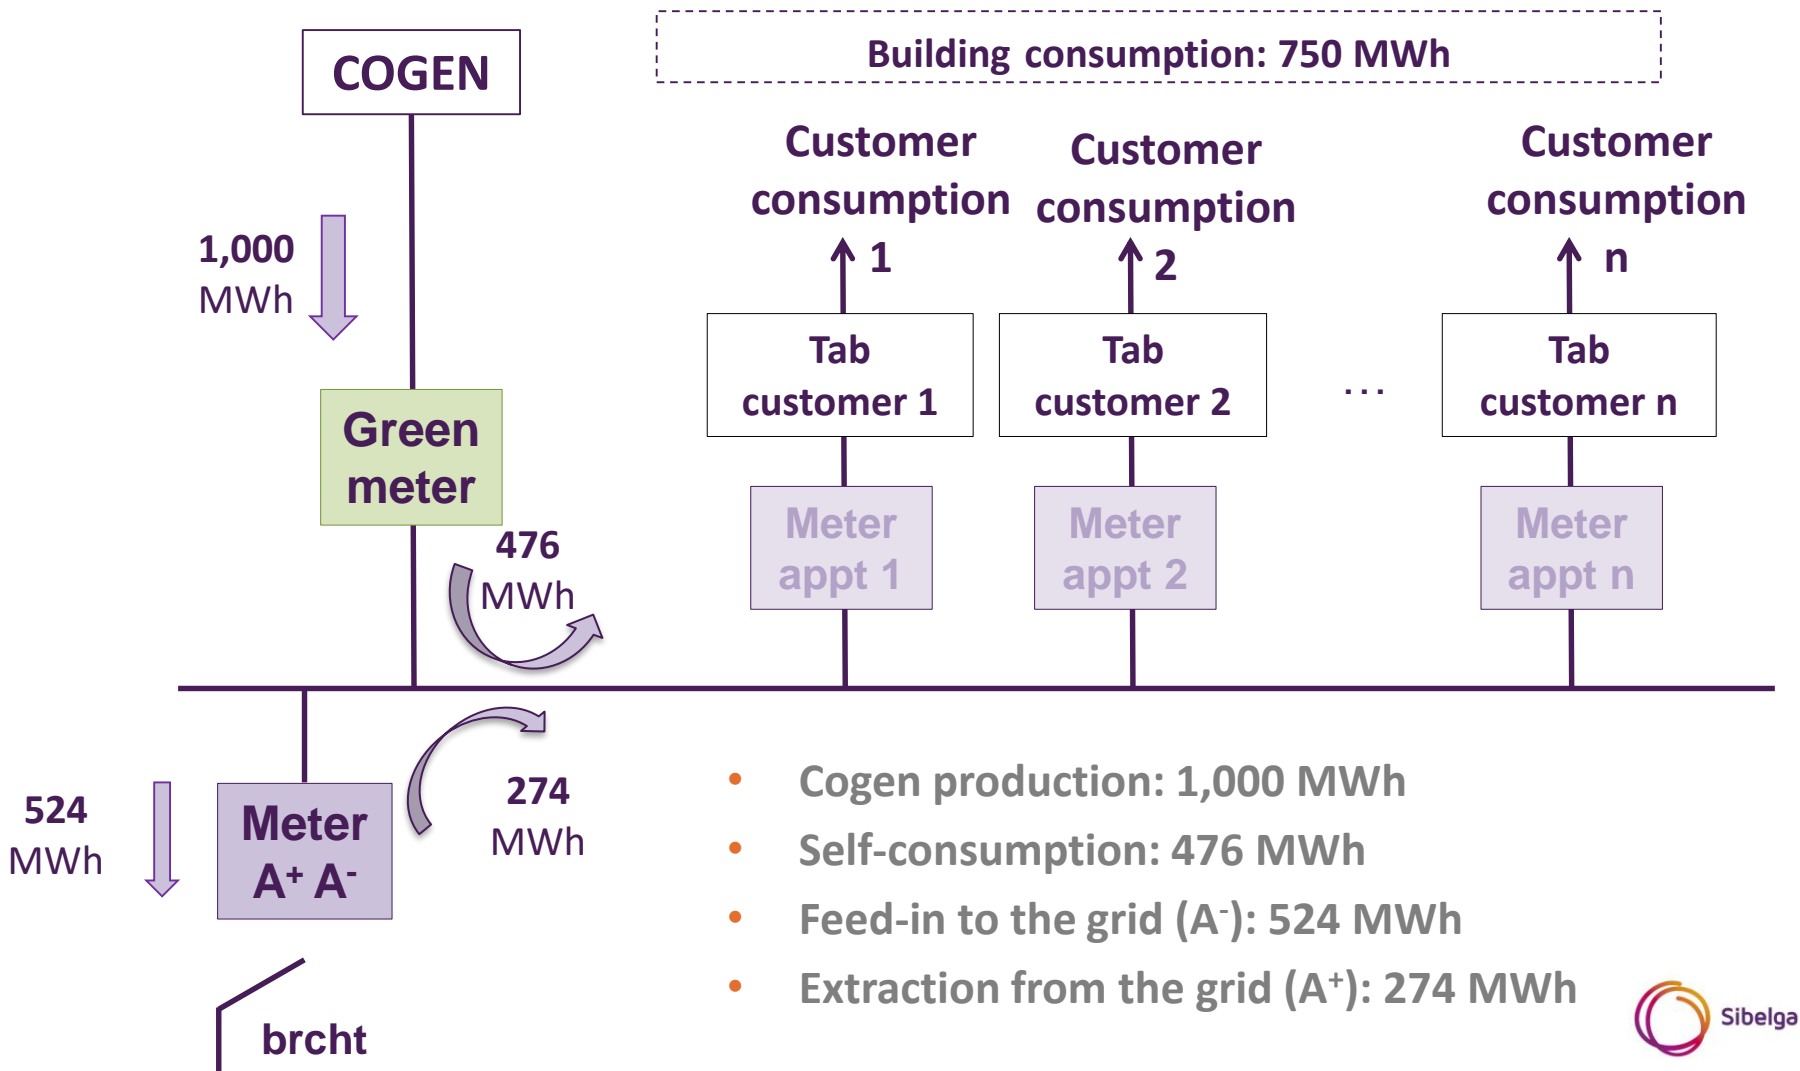 COGEN
Building consumption: 750 MWh
Customer
consumption
1
Customer
consumption
2
Customer
consumption
n
1,000
MWh
Tab
customer 1
Tab
customer 2
...
Tab
customer n
Green
meter
Meter
appt 1
Meter
appt 2
Meter
appt n
476
MWh
274
MWh
524
MWh
Meter
A⁺ A⁻
brcht
• Cogen production: 1,000 MWh
• Self-consumption: 476 MWh
• Feed-in to the grid (A⁻): 524 MWh
• Extraction from the grid (A⁺): 274 MWh
Sibelga